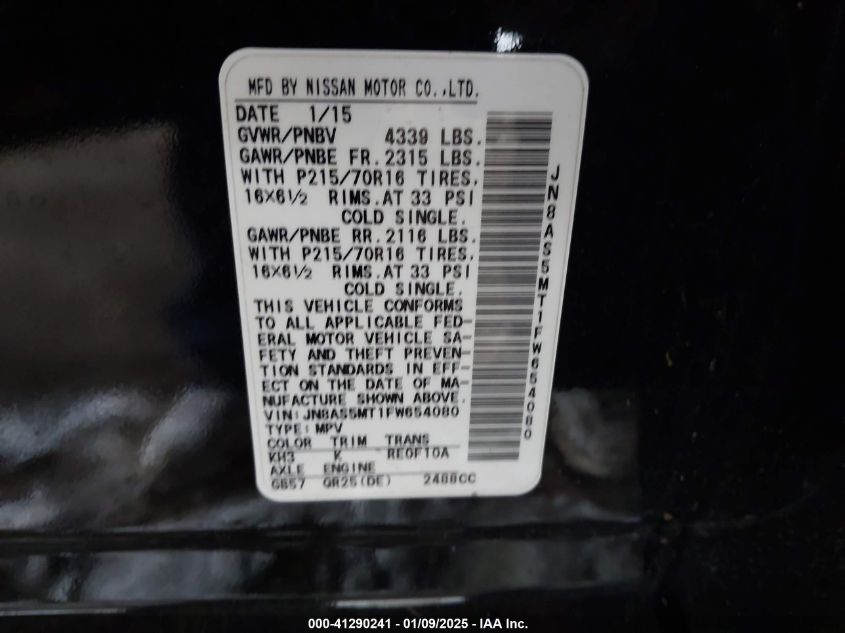 MFD BY NISSAN MOTOR CO.,LTD.
DATE 1/15
GVWR/PNBV 4339 LBS.
GAWR/PNBE FR. 2315 LBS.
WITH P215/70R16 TIRES,
16X6½ RIMS.AT 33 PSI
COLD SINGLE.
GAWR/PNBE RR. 2116 LBS.
WITH P215/70R16 TIRES,
16X6½ RIMS.AT 33 PSI
COLD SINGLE.
THIS VEHICLE CONFORMS
TO ALL APPLICABLE FED-
ERAL MOTOR VEHICLE SA-
FETY AND THEFT PREVEN-
TION STANDARDS IN EFF-
ECT ON THE DATE OF MA-
NUFACTURE SHOWN ABOVE.
VIN:JN8AS5MT1FW654080
TYPE:MPV
COLOR TRIM TRANS
KH3 K RE0F10A
AXLE ENGINE
GB57 QR25(DE) 2488CC
JN8AS5MT1FW654080
000-41290241 - 01/09/2025 - IAA Inc.